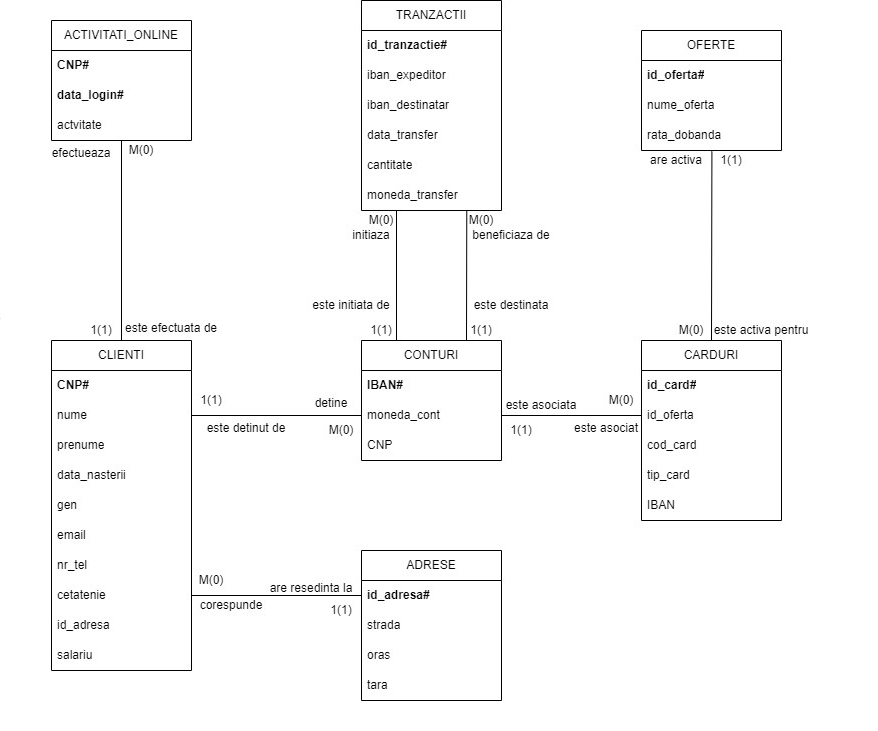 ACTIVITATI_ONLINE
CNP#
data_login#
actvitate
efectueaza
M(0)
1(1)
este efectuata de
TRANZACTII
id_tranzactie#
iban_expeditor
iban_destinatar
data_transfer
cantitate
moneda_transfer
M(0)
M(0)
initiaza
beneficiaza de
este initiata de
este destinata
1(1)
1(1)
OFERTE
id_oferta#
nume_oferta
rata_dobanda
are activa
1(1)
M(0)
este activa pentru
CLIENTI
CNP#
nume
prenume
data_nasterii
gen
email
nr_tel
cetatenie
id_adresa
salariu
1(1)
detine
este detinut de
M(0)
CONTURI
IBAN#
moneda_cont
CNP
este asociata
M(0)
1(1)
este asociat
CARDURI
id_card#
id_oferta
cod_card
tip_card
IBAN
M(0)
are resedinta la
corespunde
1(1)
ADRESE
id_adresa#
strada
oras
tara